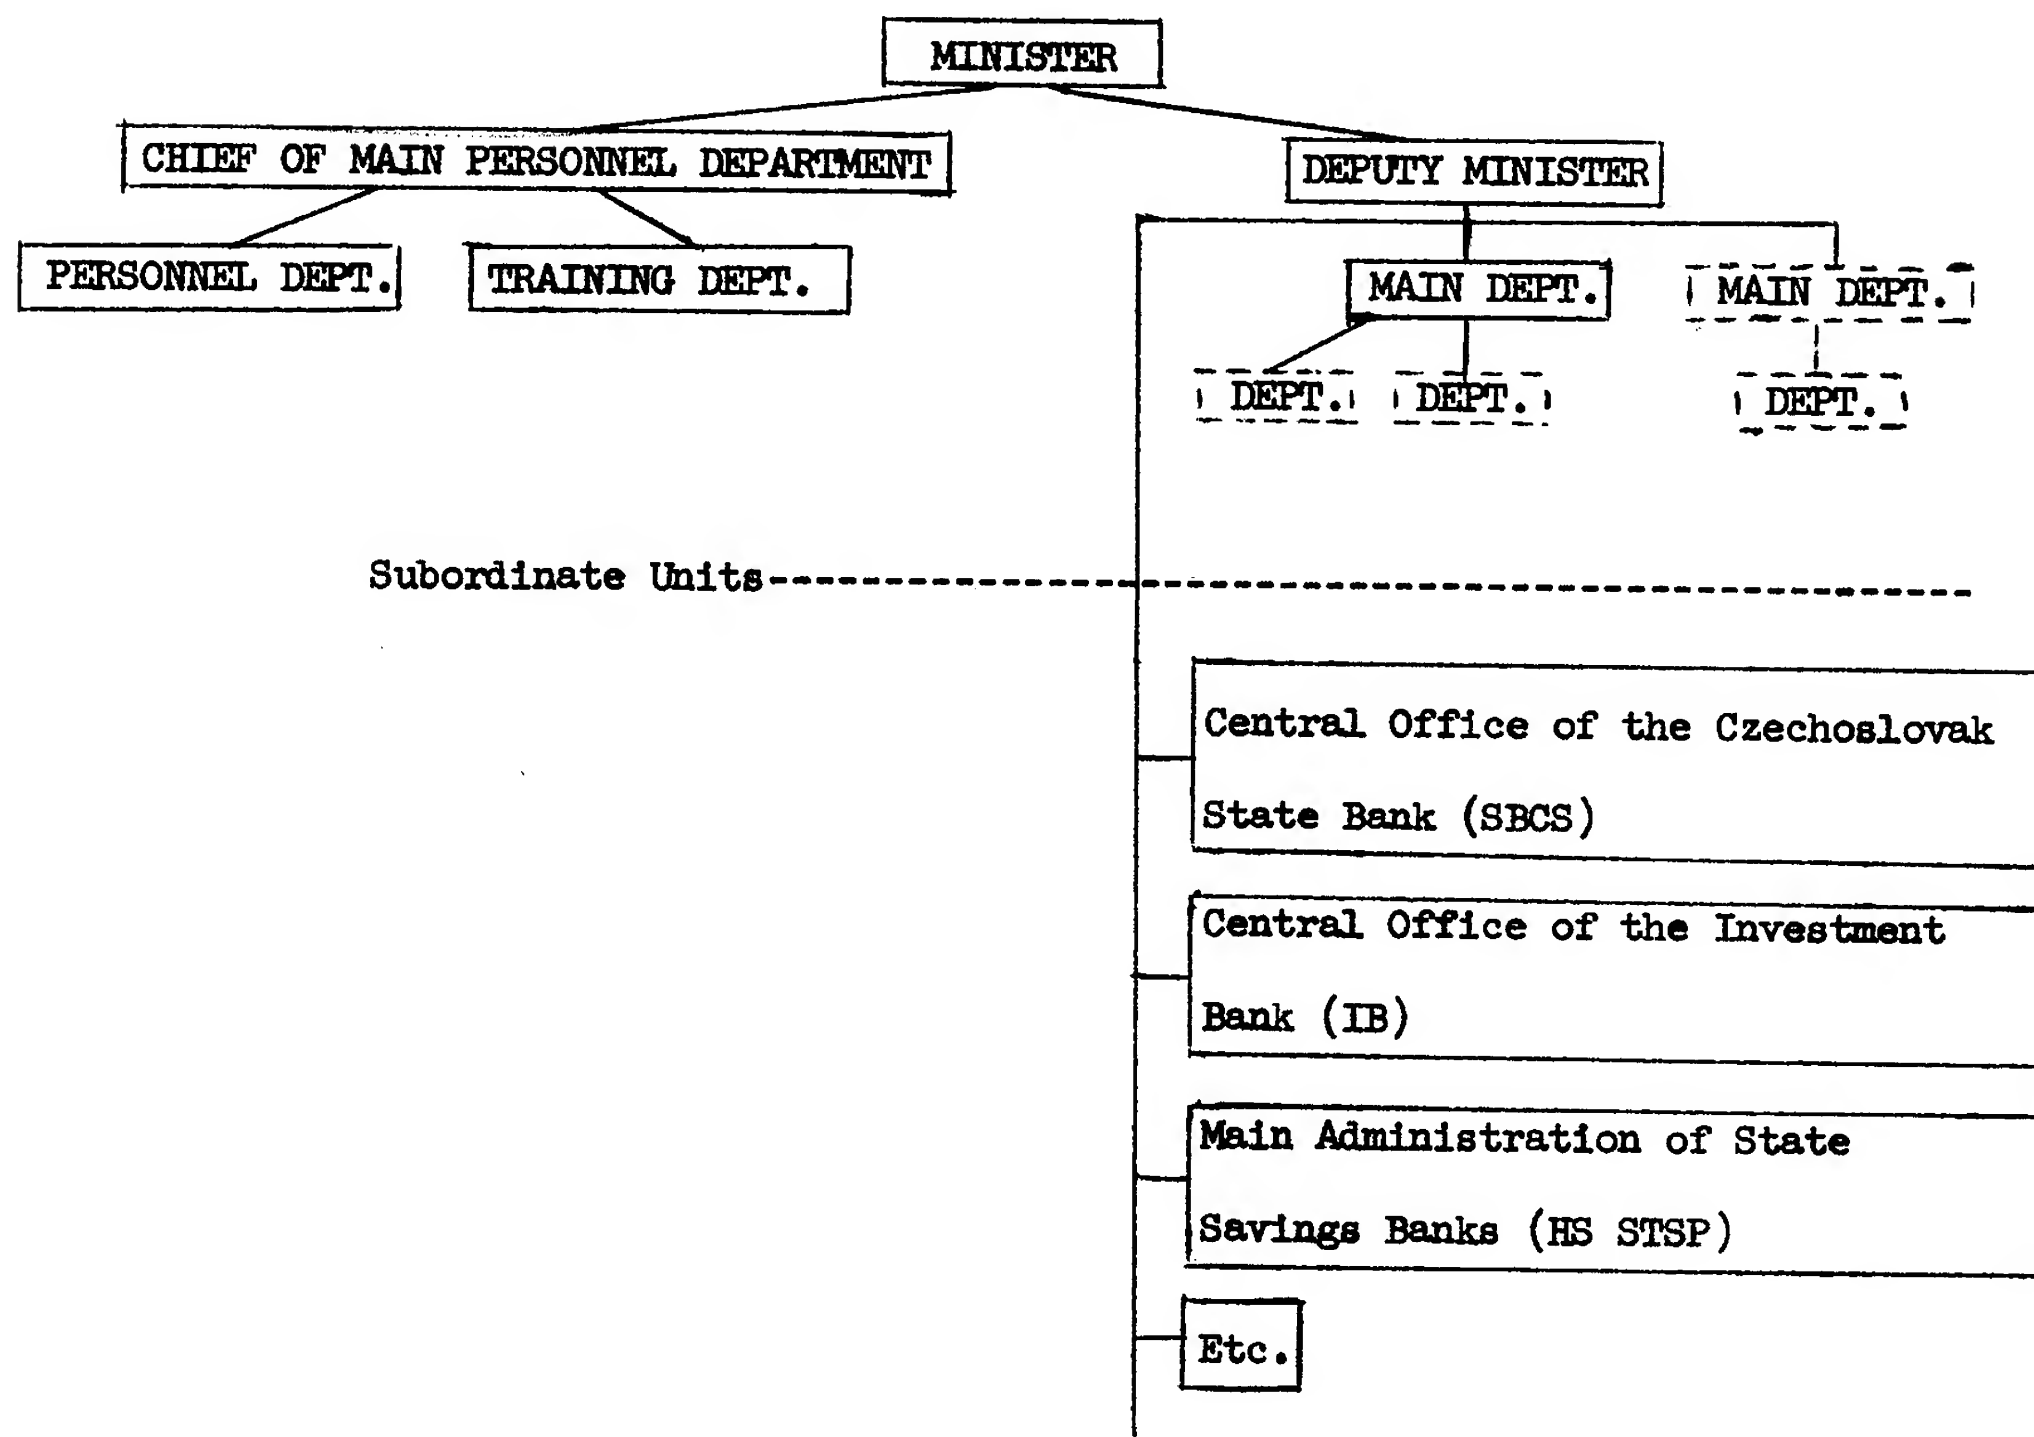 MINISTER
CHIEF OF MAIN PERSONNEL DEPARTMENT
DEPUTY MINISTER
PERSONNEL DEPT.
TRAINING DEPT.
MAIN DEPT.
MAIN DEPT.
DEPT.
DEPT.
DEPT.
Subordinate Units
Central Office of the Czechoslovak
State Bank (SBCS)
Central Office of the Investment
Bank (IB)
Main Administration of State
Savings Banks (HS STSP)
Etc.